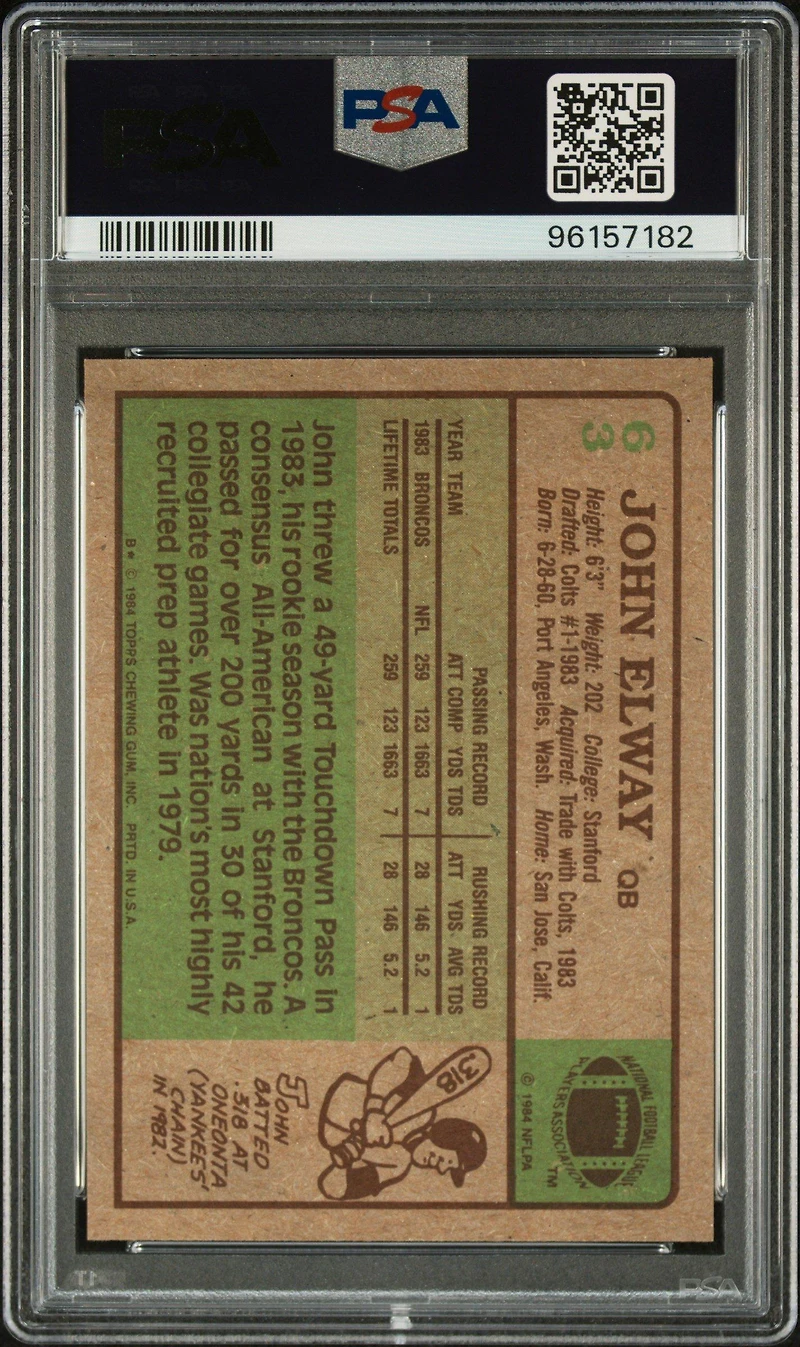 PSA
PSA
96157182
63
JOHN ELWAY QB
Height: 6'3" Weight: 202 College: Stanford
Drafted: Colts #1-1983 Acquired: Trade with Colts, 1983
Born: 6-28-60, Port Angeles, Wash. Home: San Jose, Calif.
NATIONAL FOOTBALL LEAGUE
PLAYERS ASSOCIATION
TM
© 1984 NFLPA
PASSING RECORD RUSHING RECORD
YEAR TEAM ATT COMP YDS TDS ATT YDS AVG TDS
1983 BRONCOS NFL 259 123 1663 7 28 146 5.2 1
LIFETIME TOTALS 259 123 1663 7 28 146 5.2 1
John threw a 49-yard Touchdown Pass in
1983, his rookie season with the Broncos. A
consensus All-American at Stanford, he
passed for over 200 yards in 30 of his 42
collegiate games. Was nation's most highly
recruited prep athlete in 1979.
318
JOHN
BATTED
.318 AT
ONEONTA
(YANKEES'
CHAIN)
IN 1982.
B* © 1984 TOPPS CHEWING GUM, INC. PRTD. IN U.S.A.
PSA